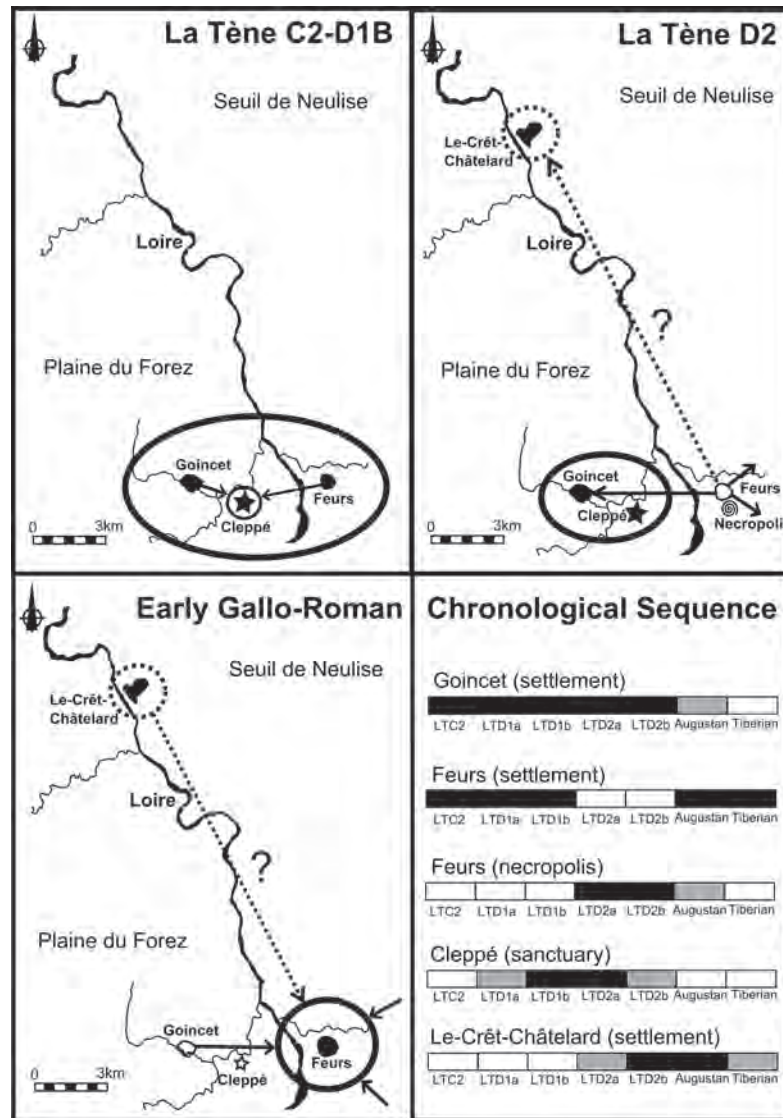 La Tène C2-D1B
Seuil de Neulise
Loire
Plaine du Forez
Goincet
Feurs
Cleppé
0 3km
La Tène D2
Seuil de Neulise
Le-Crêt-
Châtelard
Loire
?
Plaine du Forez
Goincet
Feurs
Cleppé
Necropoli
0 3km
Early Gallo-Roman
Seuil de Neulise
Le-Crêt-
Châtelard
Loire
?
Plaine du Forez
Goincet
Feurs
Cleppé
0 3km
Chronological Sequence
Goincet (settlement)
LTC2 LTD1a LTD1b LTD2a LTD2b Augustan Tiberian
Feurs (settlement)
LTC2 LTD1a LTD1b LTD2a LTD2b Augustan Tiberian
Feurs (necropolis)
LTC2 LTD1a LTD1b LTD2a LTD2b Augustan Tiberian
Cleppé (sanctuary)
LTC2 LTD1a LTD1b LTD2a LTD2b Augustan Tiberian
Le-Crêt-Châtelard (settlement)
LTC2 LTD1a LTD1b LTD2a LTD2b Augustan Tiberian